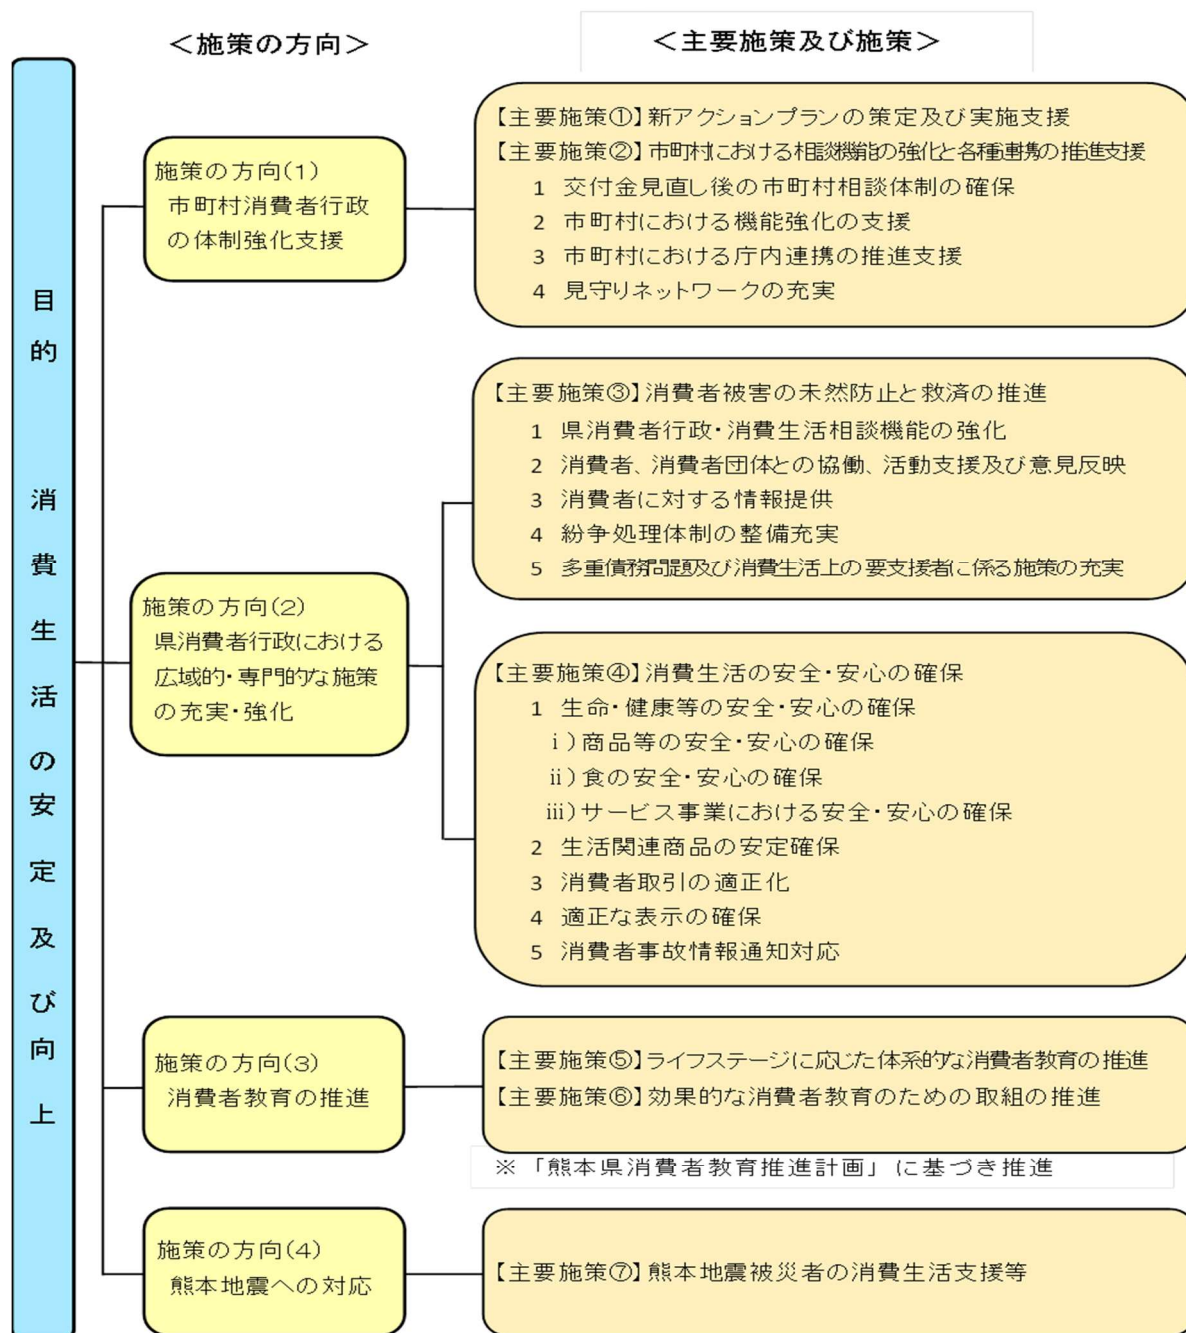 ＜施策の方向＞
＜主要施策及び施策＞
目的　消費生活の安定及び向上
施策の方向(1)
市町村消費者行政
の体制強化支援
【主要施策①】新アクションプランの策定及び実施支援
【主要施策②】市町村における相談機能の強化と各種連携の推進支援
1 交付金見直し後の市町村相談体制の確保
2 市町村における機能強化の支援
3 市町村における庁内連携の推進支援
4 見守りネットワークの充実
施策の方向(2)
県消費者行政における
広域的・専門的な施策
の充実・強化
【主要施策③】消費者被害の未然防止と救済の推進
1 県消費者行政・消費生活相談機能の強化
2 消費者、消費者団体との協働、活動支援及び意見反映
3 消費者に対する情報提供
4 紛争処理体制の整備充実
5 多重債務問題及び消費生活上の要支援者に係る施策の充実
【主要施策④】消費生活の安全・安心の確保
1 生命・健康等の安全・安心の確保
ⅰ)商品等の安全・安心の確保
ⅱ)食の安全・安心の確保
ⅲ)サービス事業における安全・安心の確保
2 生活関連商品の安定確保
3 消費者取引の適正化
4 適正な表示の確保
5 消費者事故情報通知対応
施策の方向(3)
消費者教育の推進
【主要施策⑤】ライフステージに応じた体系的な消費者教育の推進
【主要施策⑥】効果的な消費者教育のための取組の推進
※「熊本県消費者教育推進計画」に基づき推進
施策の方向(4)
熊本地震への対応
【主要施策⑦】熊本地震被災者の消費生活支援等